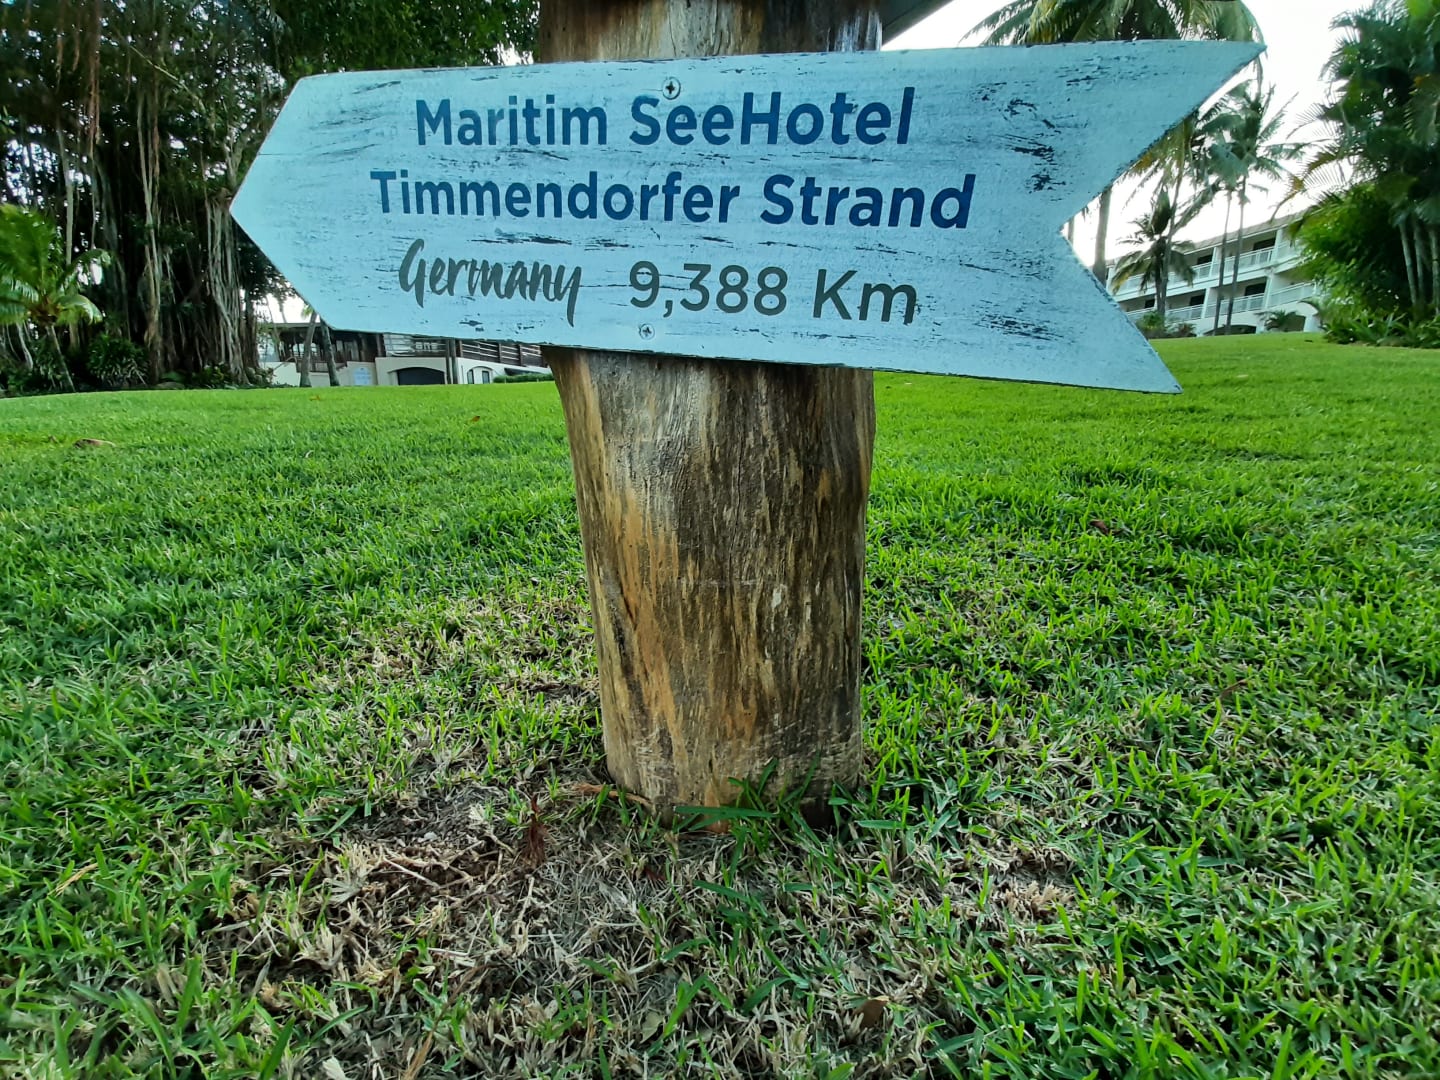 Maritim SeeHotel
Timmendorfer Strand
Germany 9,388 Km